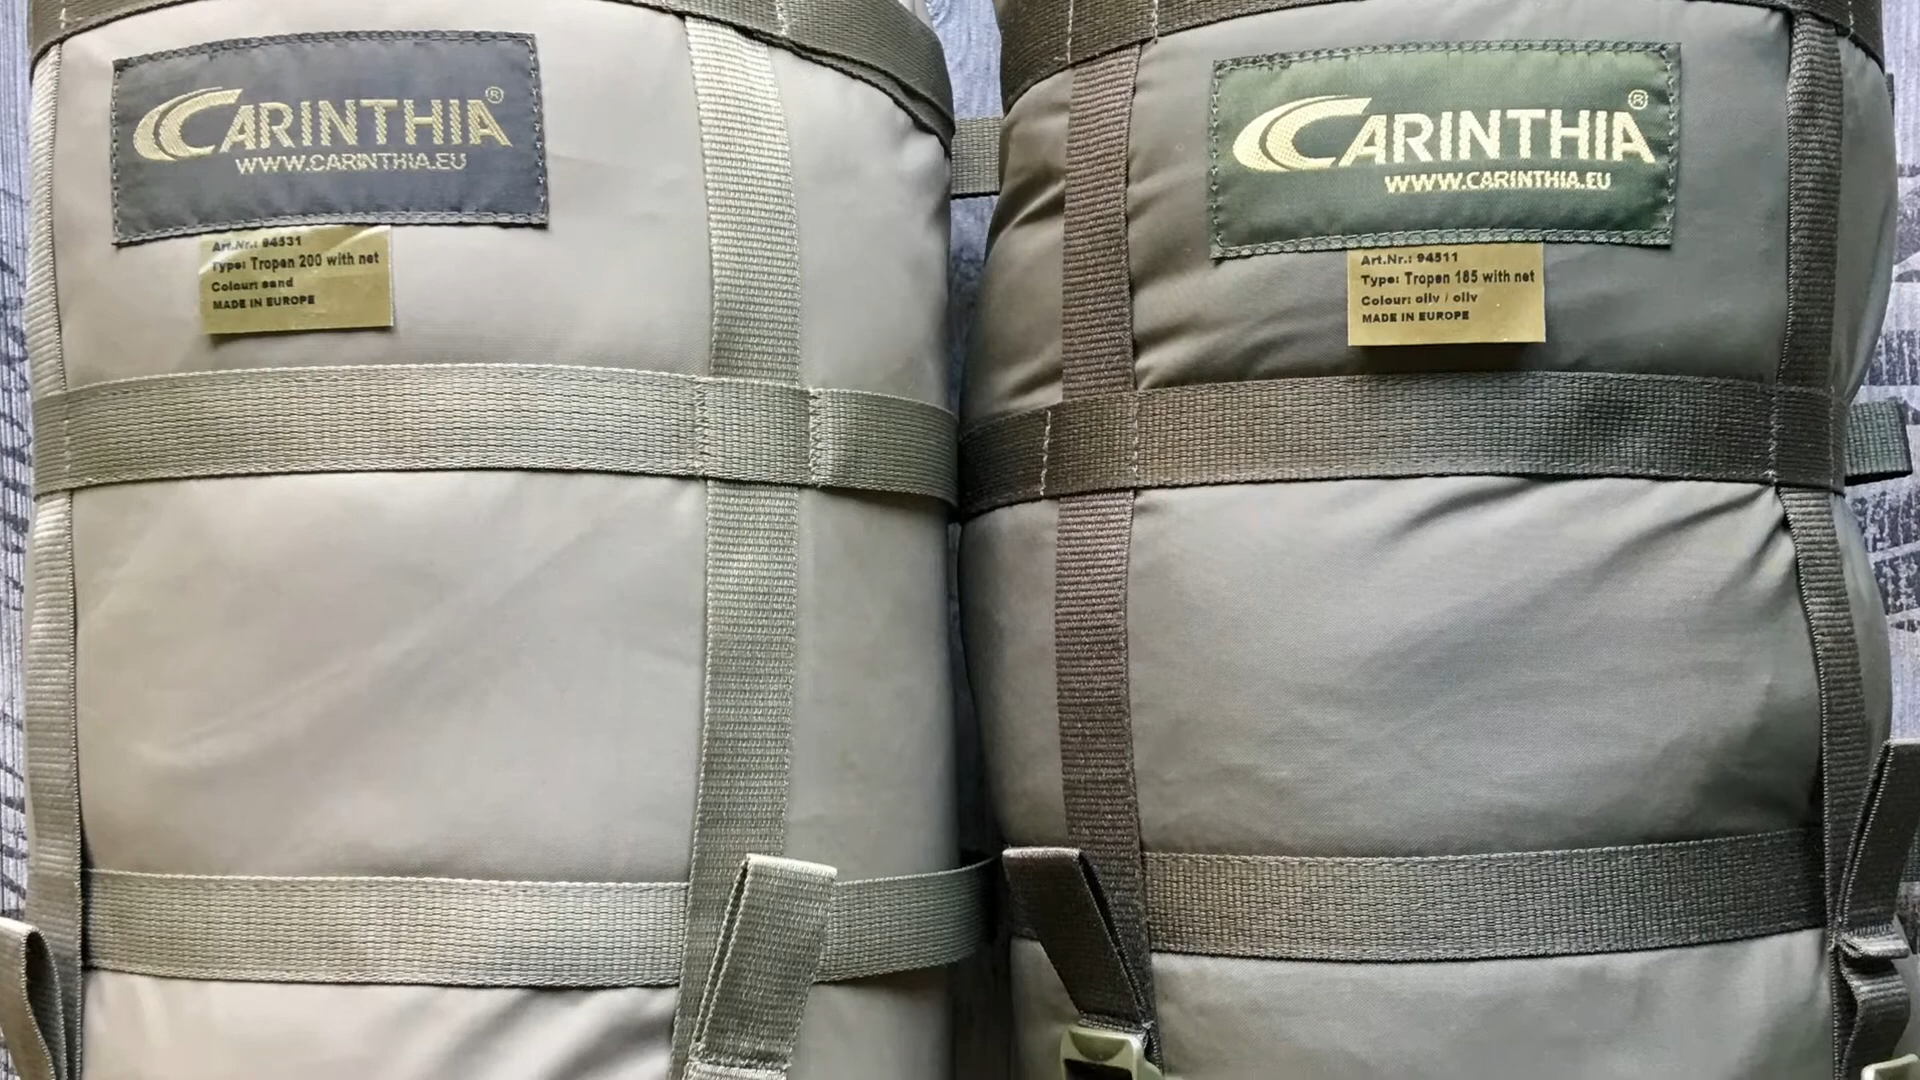 CARINTHIA®
WWW.CARINTHIA.EU
Art.Nr.: 94531
Type: Tropen 200 with net
Colour: sand
MADE IN EUROPE
CARINTHIA®
WWW.CARINTHIA.EU
Art.Nr.: 94511
Type: Tropen 185 with net
Colour: oliv / oliv
MADE IN EUROPE